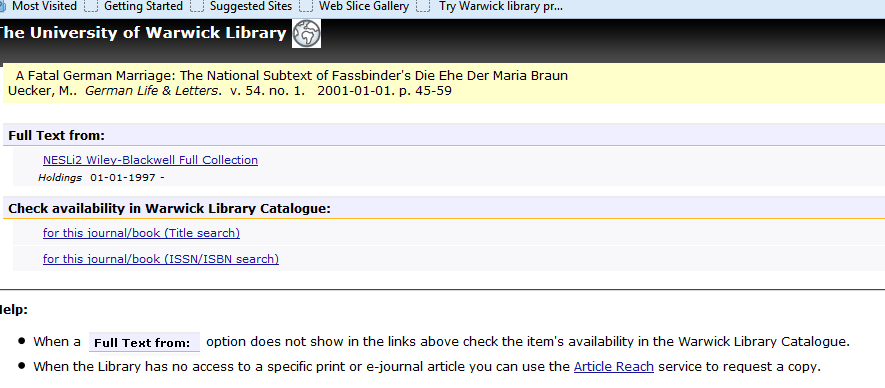 Most Visited Getting Started Suggested Sites Web Slice Gallery Try Warwick library pr...
The University of Warwick Library
A Fatal German Marriage: The National Subtext of Fassbinder's Die Ehe Der Maria Braun
Uecker, M.. German Life & Letters. v. 54. no. 1. 2001-01-01. p. 45-59
Full Text from:
NESLi2 Wiley-Blackwell Full Collection
Holdings 01-01-1997 -
Check availability in Warwick Library Catalogue:
for this journal/book (Title search)
for this journal/book (ISSN/ISBN search)
Help:
When a Full Text from: option does not show in the links above check the item's availability in the Warwick Library Catalogue.
When the Library has no access to a specific print or e-journal article you can use the Article Reach service to request a copy.